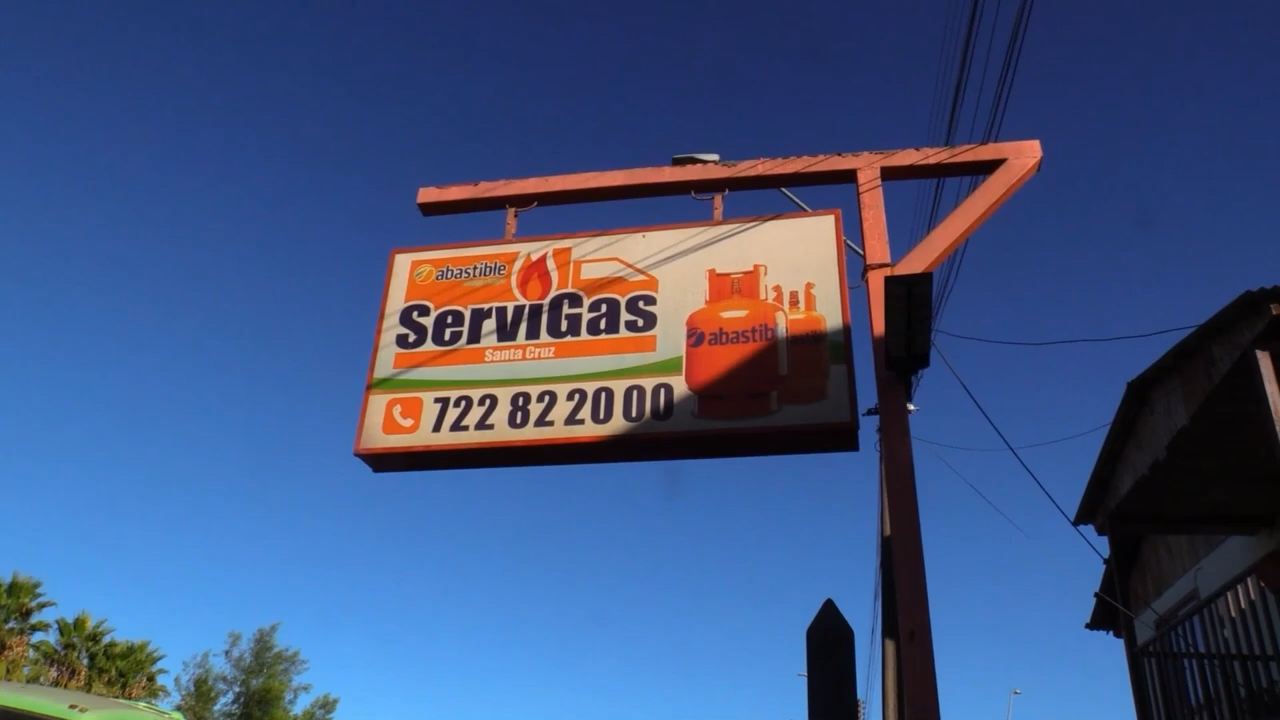 abastible
ServiGas
Santa Cruz
722 82 20 00
abastible